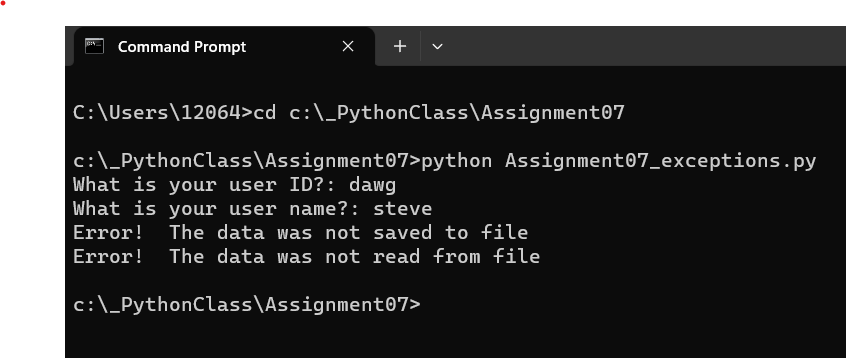 Command Prompt
C:\Users\12064>cd c:\_PythonClass\Assignment07
c:\_PythonClass\Assignment07>python Assignment07_exceptions.py
What is your user ID?: dawg
What is your user name?: steve
Error!  The data was not saved to file
Error!  The data was not read from file
c:\_PythonClass\Assignment07>